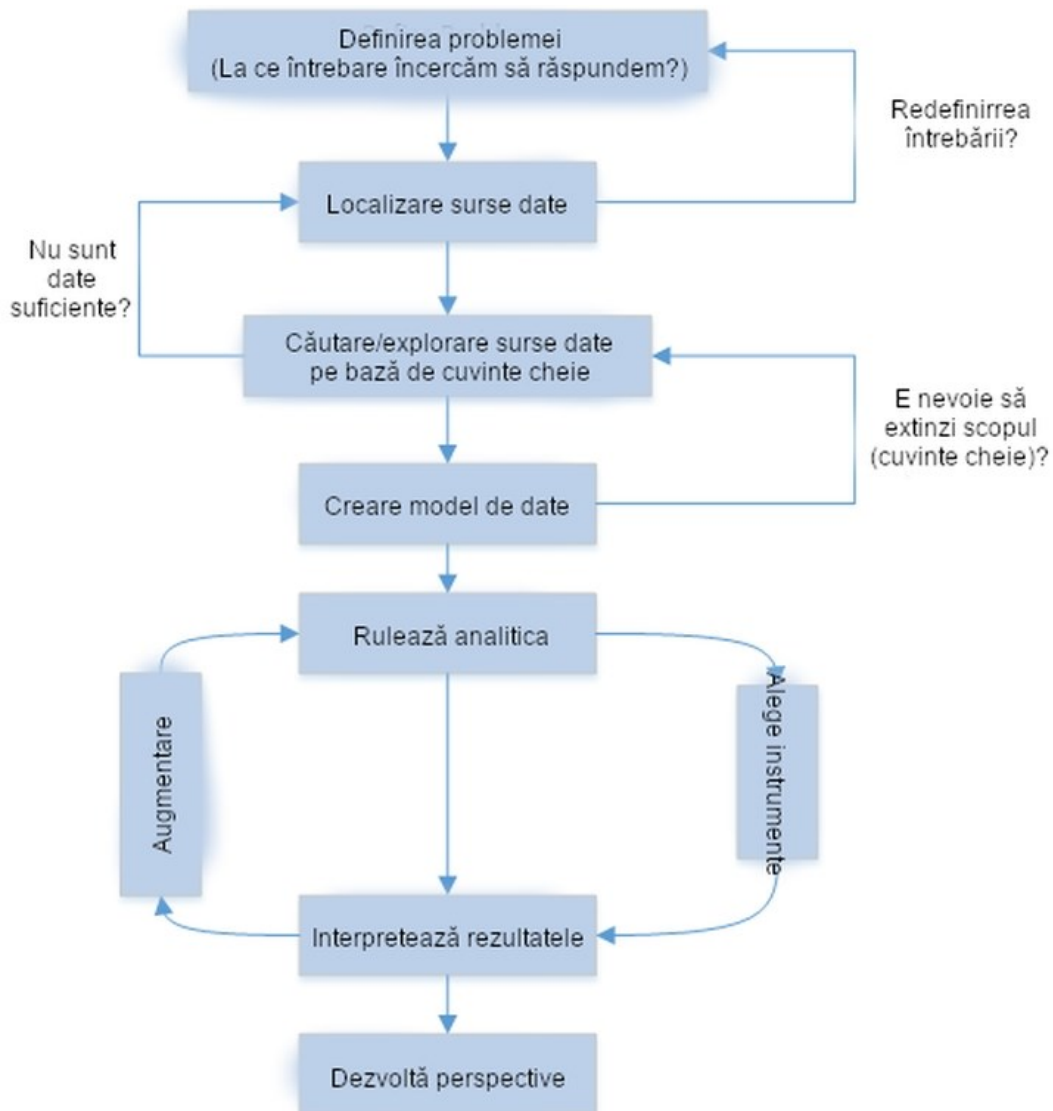 Definirea problemei
(La ce întrebare încercăm să răspundem?)
Redefinirrea
întrebării?
Localizare surse date
Nu sunt
date
suficiente?
Căutare/explorare surse date
pe bază de cuvinte cheie
E nevoie să
extinzi scopul
(cuvinte cheie)?
Creare model de date
Rulează analitica
Augmentare
Alege instrumente
Interpretează rezultatele
Dezvoltă perspective